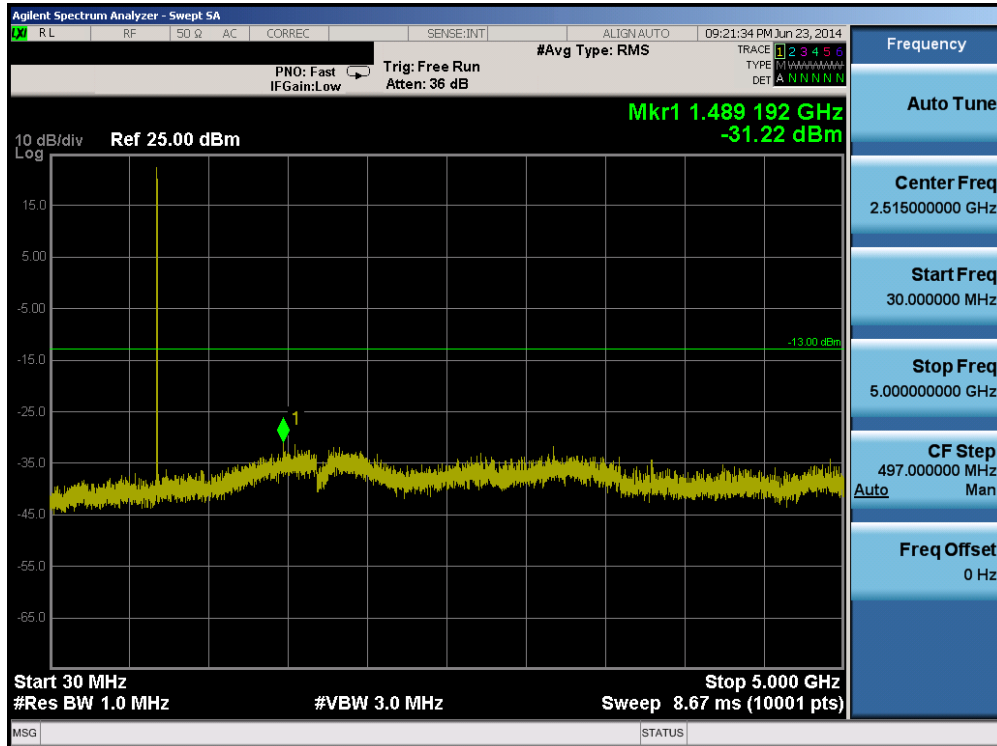 Agilent Spectrum Analyzer - Swept SA
LXI RL RF 50 Ω AC CORREC SENSE:INT ALIGN AUTO 09:21:34 PM Jun 23, 2014
#Avg Type: RMS TRACE 1 2 3 4 5 6
PNO: Fast Trig: Free Run TYPE M WWWWW
IFGain:Low Atten: 36 dB DET A N N N N N
Mkr1 1.489 192 GHz
-31.22 dBm
10 dB/div Ref 25.00 dBm
Log
15.0
5.00
-5.00
-13.00 dBm
-15.0
-25.0
1
-35.0
-45.0
-55.0
-65.0
Start 30 MHz Stop 5.000 GHz
#Res BW 1.0 MHz #VBW 3.0 MHz Sweep 8.67 ms (10001 pts)
MSG STATUS
Frequency
Auto Tune
Center Freq
2.515000000 GHz
Start Freq
30.000000 MHz
Stop Freq
5.000000000 GHz
CF Step
497.000000 MHz
Auto Man
Freq Offset
0 Hz